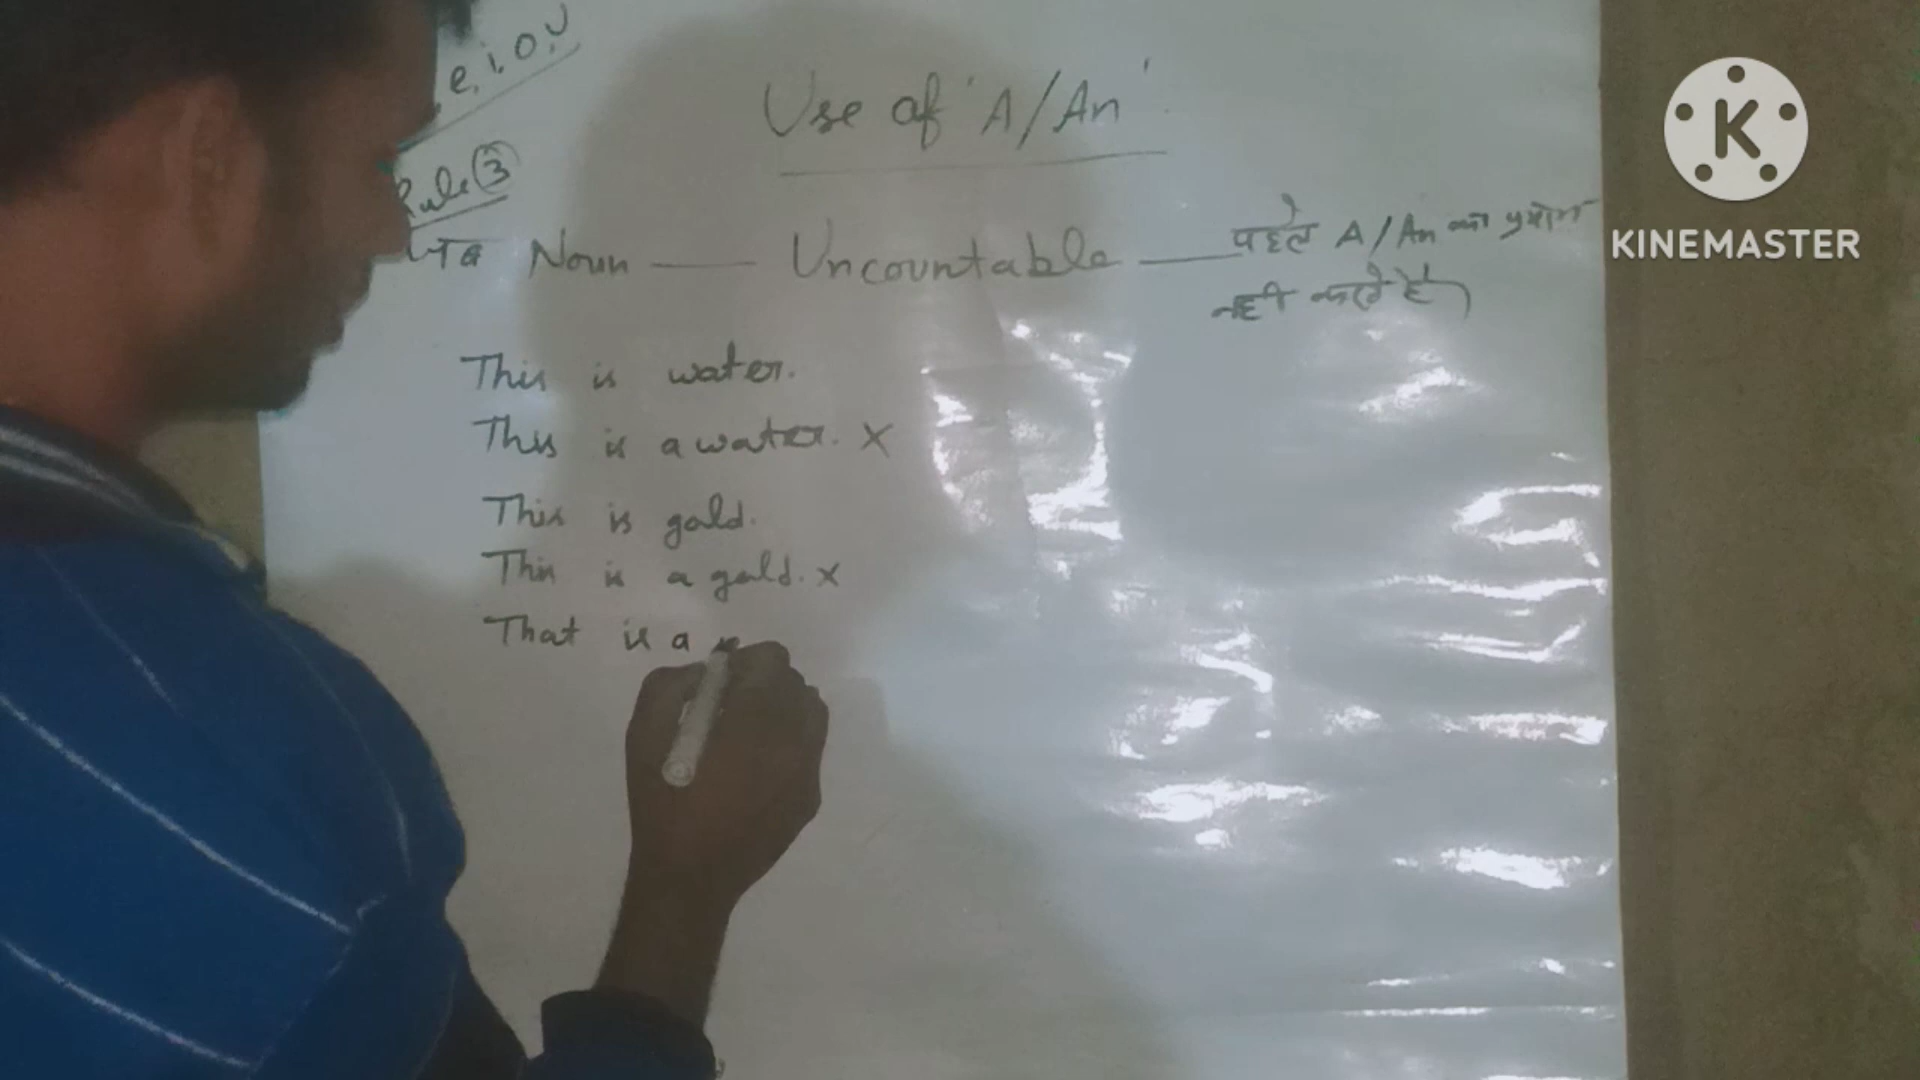 e, i, o, u
Use of 'A/An'
Rule ③
जब Noun — Uncountable — पहले A/An का प्रयोग
नहीं करते है।
This is water.
This is a water. ×
This is gold.
This is a gold. ×
That is a
K
KINEMASTER